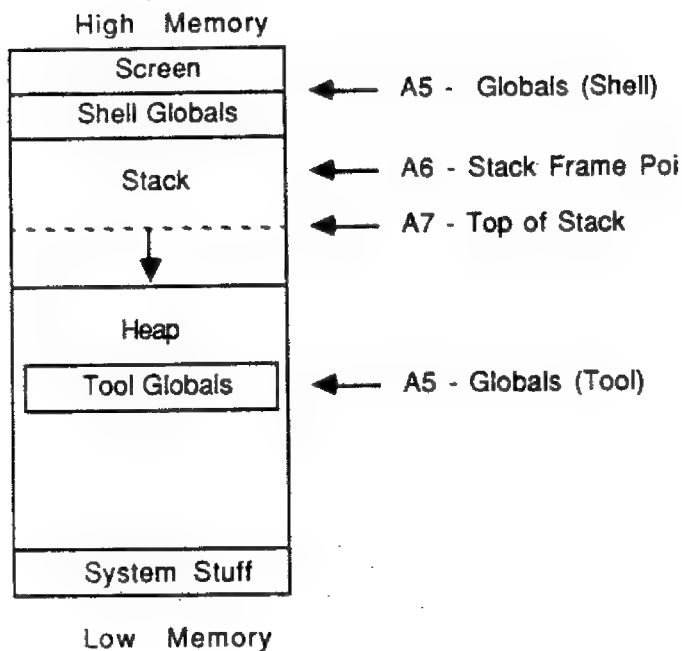 High Memory
Screen
A5 - Globals (Shell)
Shell Globals
Stack
A6 - Stack Frame Poi
A7 - Top of Stack
Heap
Tool Globals
A5 - Globals (Tool)
System Stuff
Low Memory